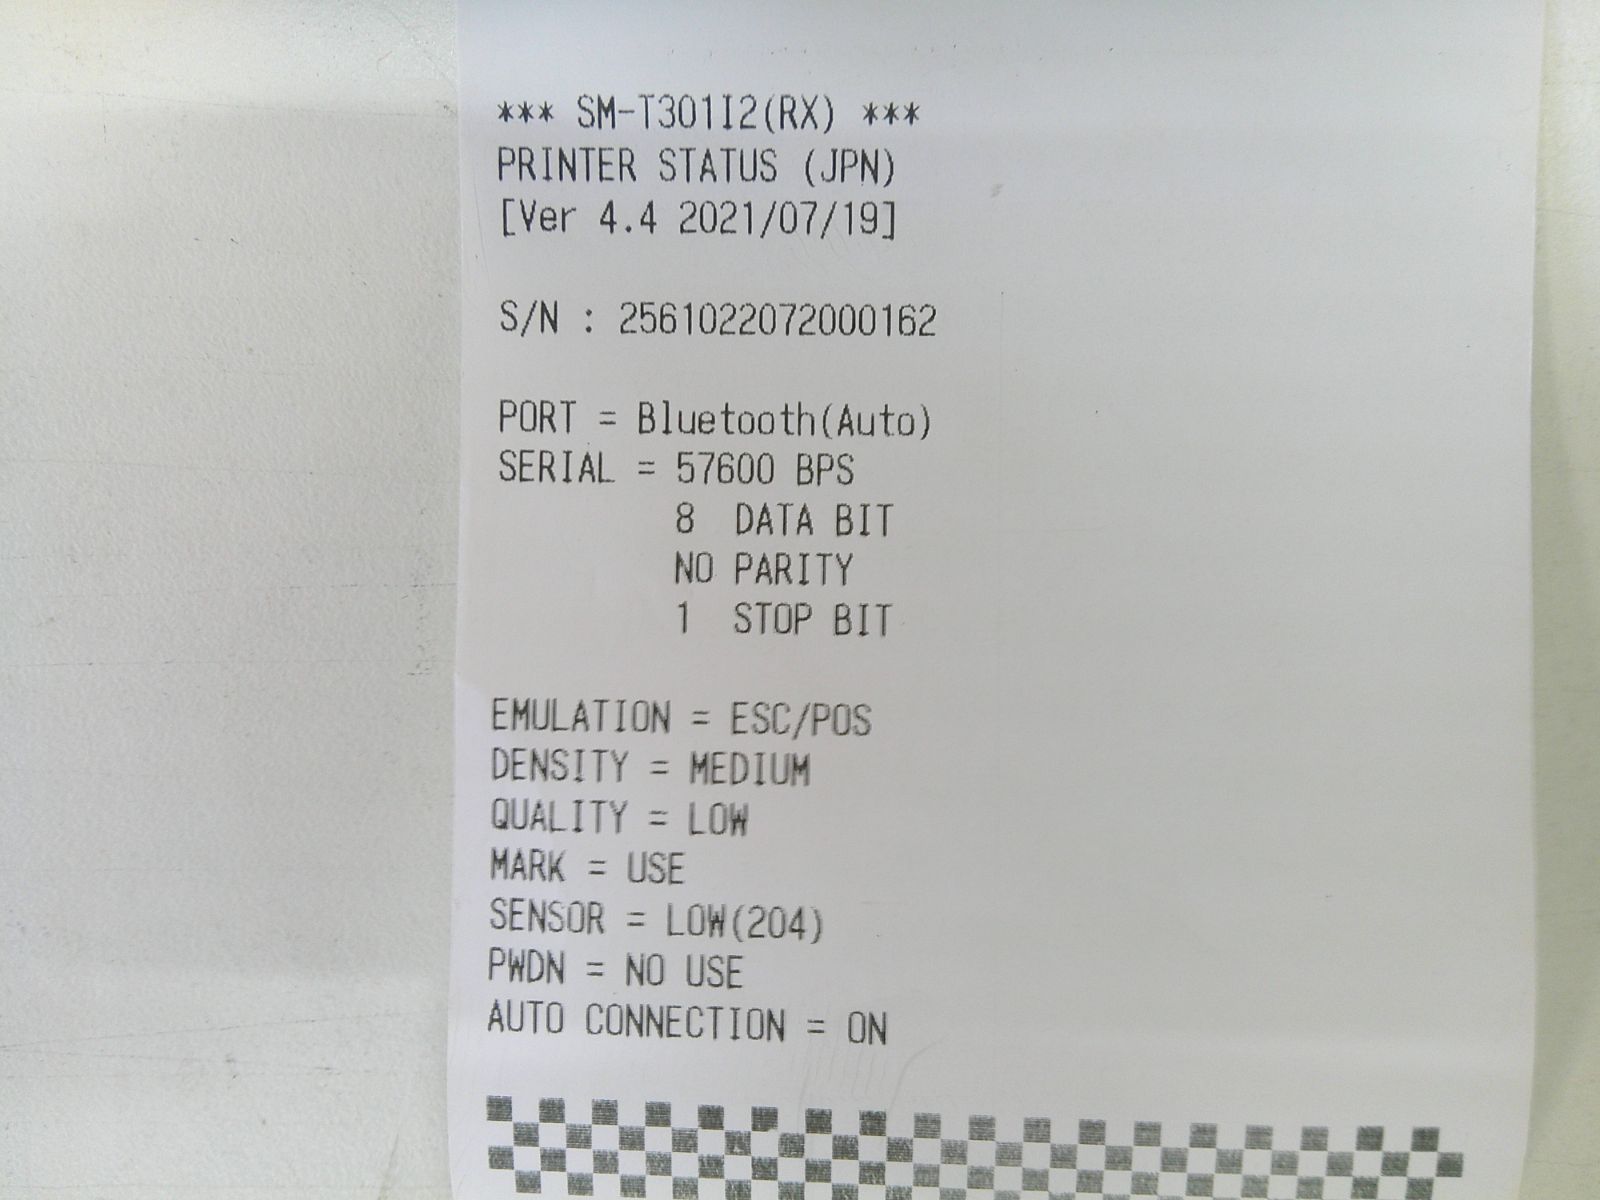 *** SM-T301I2(RX) ***
PRINTER STATUS (JPN)
[Ver 4.4 2021/07/19]
S/N : 2561022072000162
PORT = Bluetooth(Auto)
SERIAL = 57600 BPS
8 DATA BIT
NO PARITY
1 STOP BIT
EMULATION = ESC/POS
DENSITY = MEDIUM
QUALITY = LOW
MARK = USE
SENSOR = LOW(204)
PWDN = NO USE
AUTO CONNECTION = ON